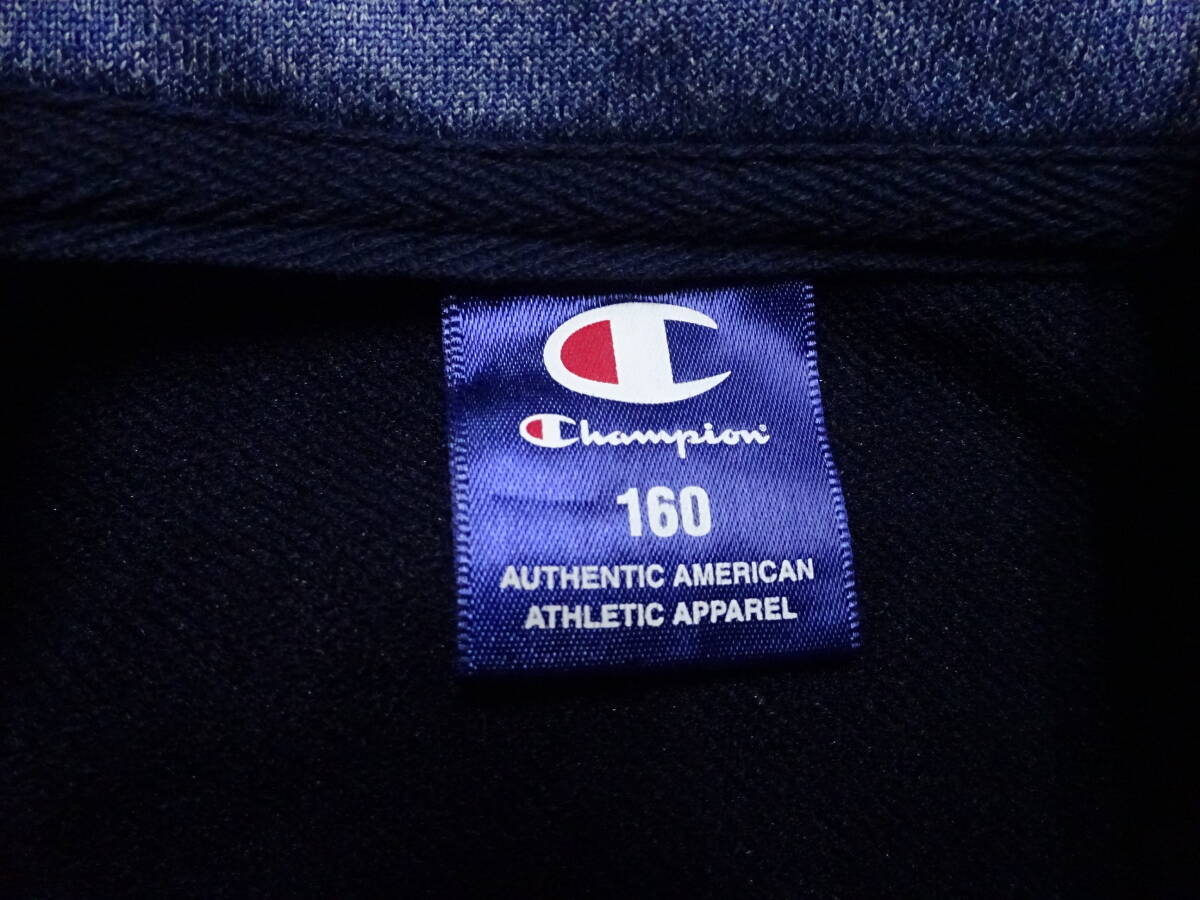 Champion
160
AUTHENTIC AMERICAN
ATHLETIC APPAREL